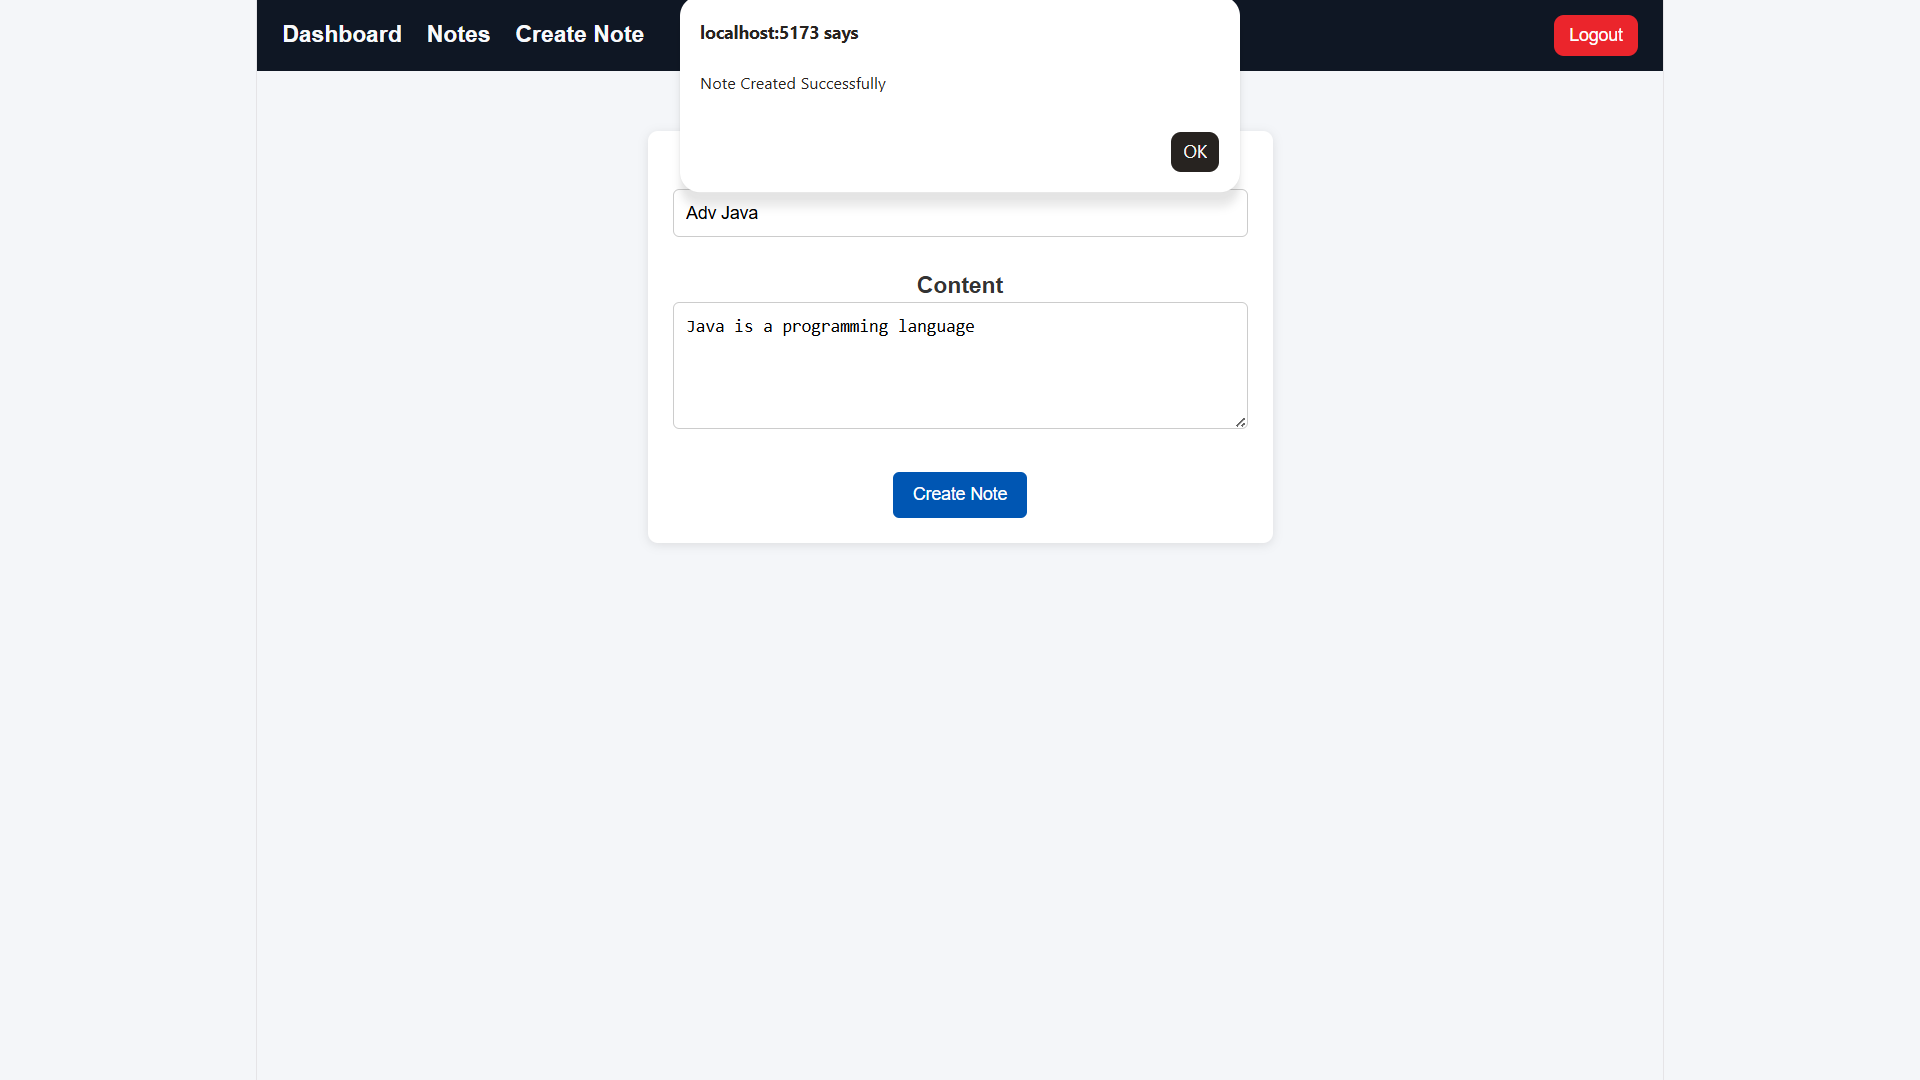 Dashboard Notes Create Note
localhost:5173 says
Logout
Note Created Successfully
OK
Adv Java
Content
Java is a programming language
Create Note